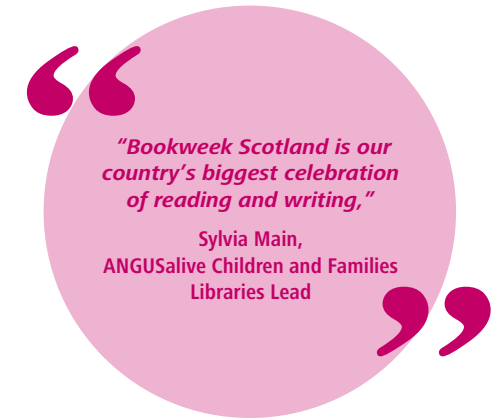 “Bookweek Scotland is our
country’s biggest celebration
of reading and writing,”
Sylvia Main,
ANGUSalive Children and Families
Libraries Lead